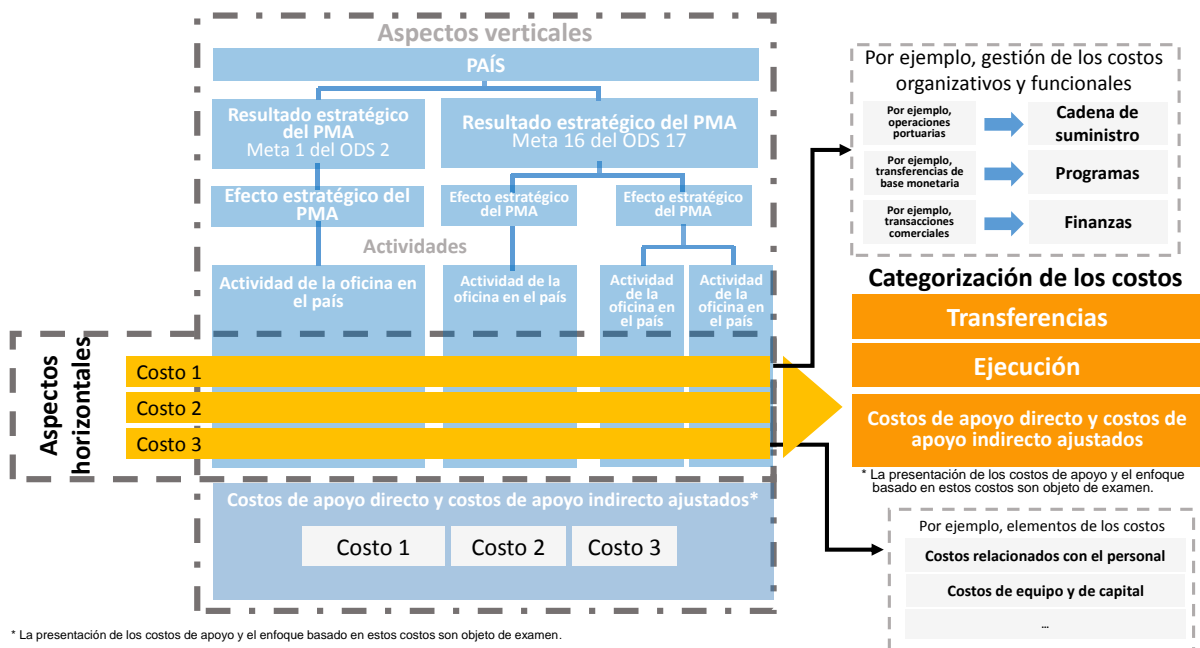 Aspectos verticales
PAÍS
Resultado estratégico
del PMA
Meta 1 del ODS 2
Resultado estratégico del PMA
Meta 16 del ODS 17
Efecto estratégico del
PMA
Efecto estratégico
del PMA
Efecto estratégico
del PMA
Actividades
Actividad de la oficina en
el país
Actividad de la
oficina en el país
Actividad
de la
oficina en
el país
Actividad
de la
oficina en
el país
Aspectos
horizontales
Costo 1
Costo 2
Costo 3
Costos de apoyo directo y costos de apoyo indirecto ajustados*
Costo 1
Costo 2
Costo 3
* La presentación de los costos de apoyo y el enfoque basado en estos costos son objeto de examen.
Por ejemplo, gestión de los costos
organizativos y funcionales
Por ejemplo,
operaciones
portuarias
Cadena de
suministro
Por ejemplo,
transferencias de
base monetaria
Programas
Por ejemplo,
transacciones
comerciales
Finanzas
Categorización de los costos
Transferencias
Ejecución
Costos de apoyo directo y costos de
apoyo indirecto ajustados
* La presentación de los costos de apoyo y el enfoque
basado en estos costos son objeto de examen.
Por ejemplo, elementos de los costos
Costos relacionados con el personal
Costos de equipo y de capital
...